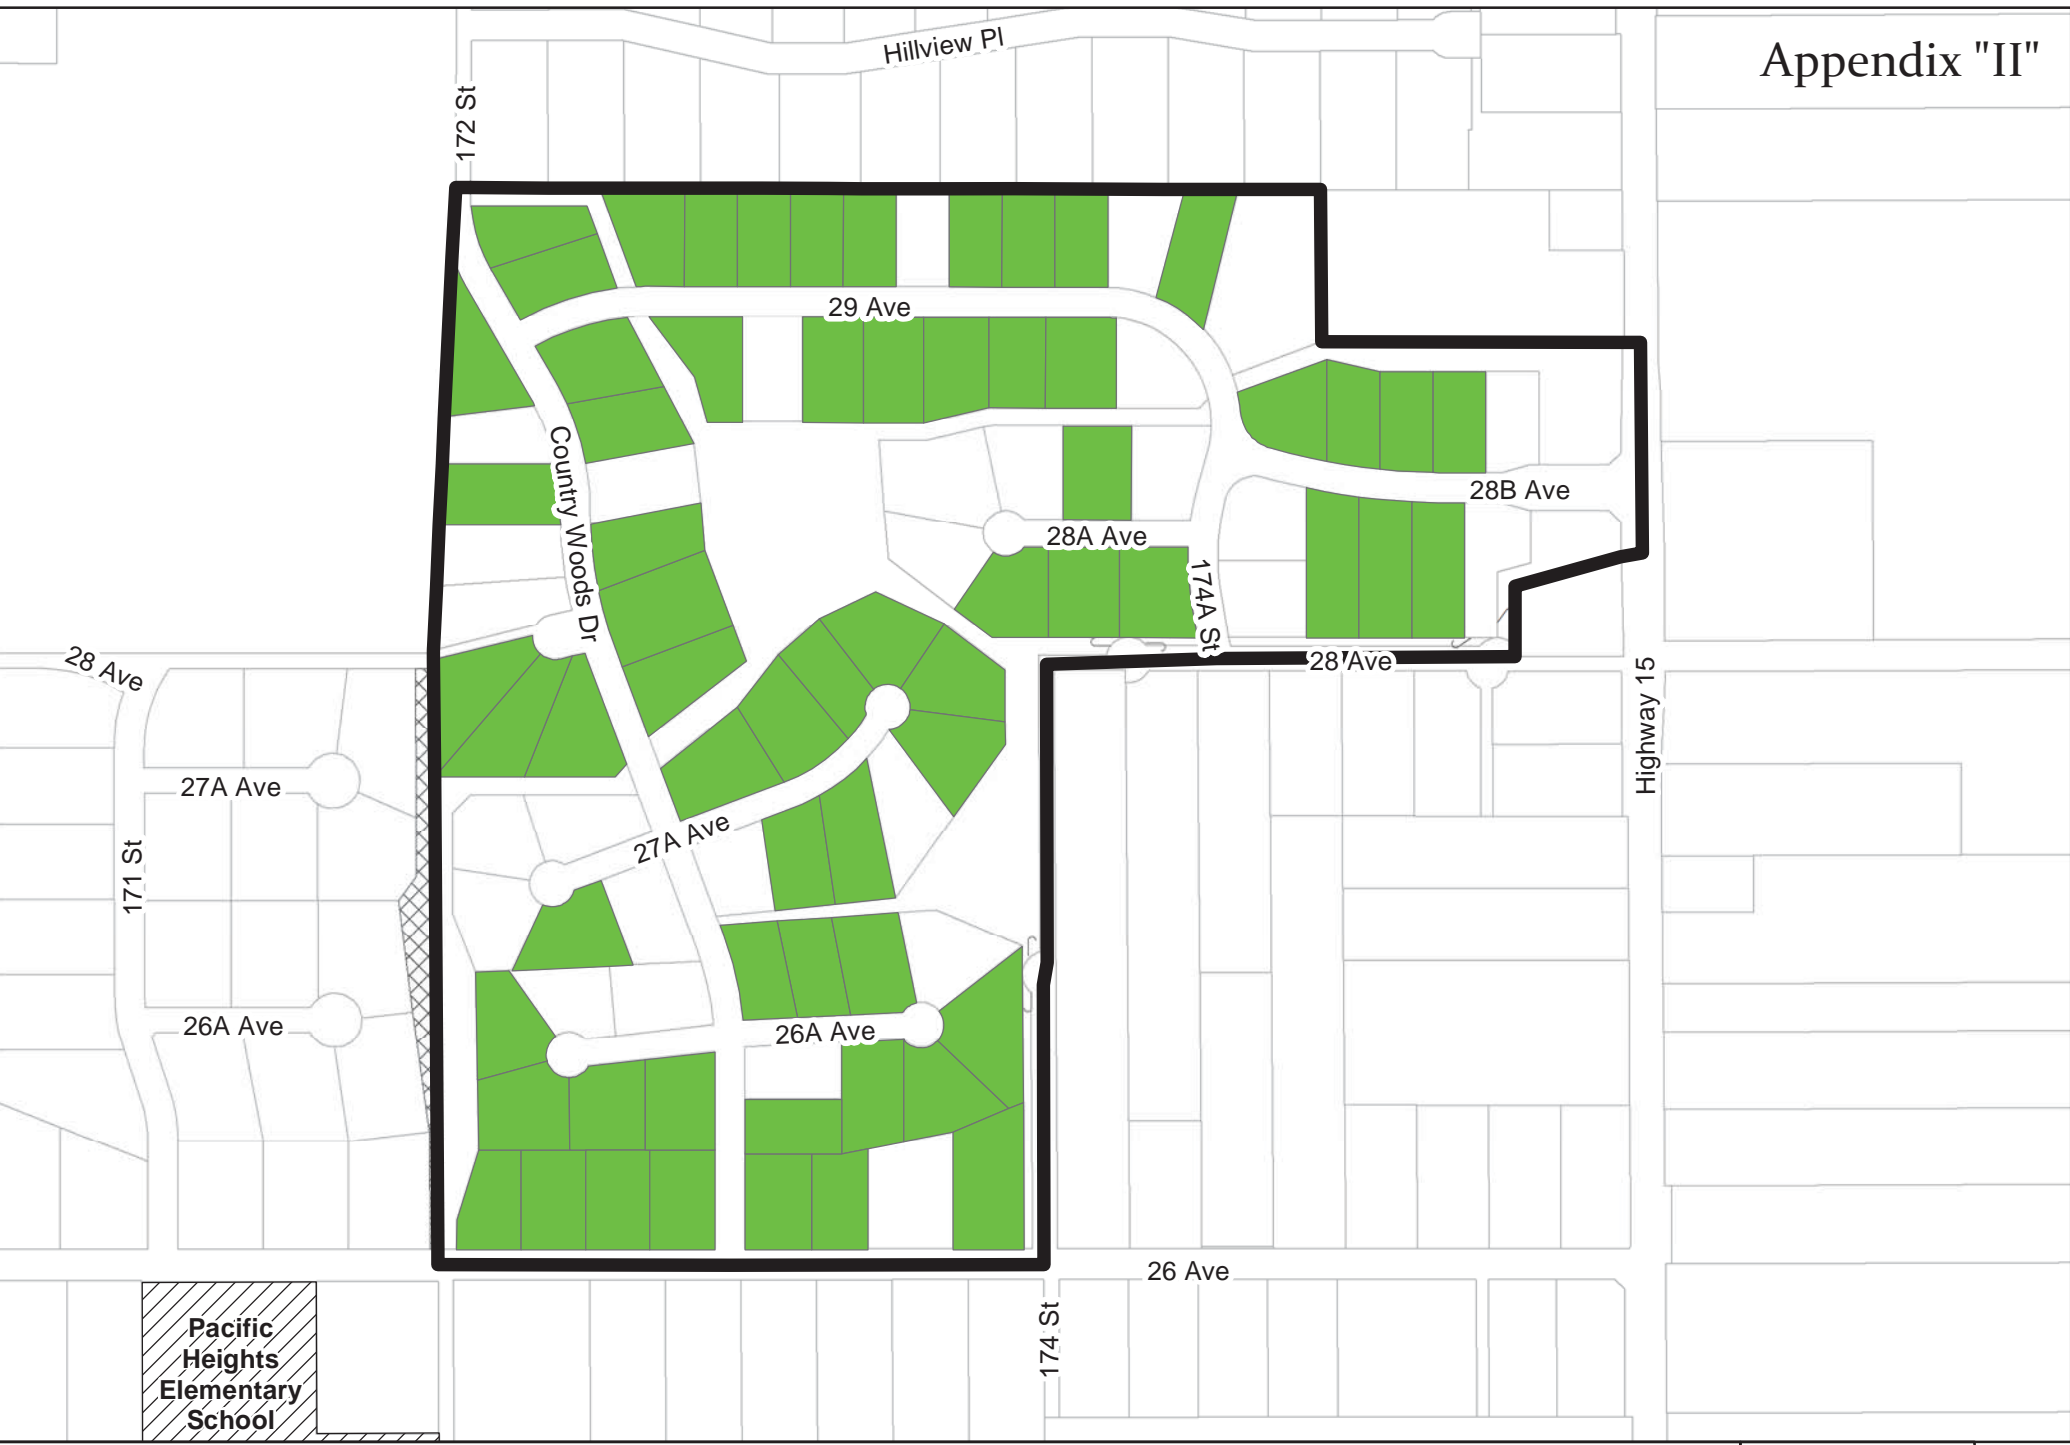 Hillview Pl
Appendix "II"
172 St
29 Ave
Country Woods Dr
28B Ave
28A Ave
174A St
28 Ave
28 Ave
Highway 15
27A Ave
27A Ave
171 St
26A Ave
26A Ave
26 Ave
174 St
Pacific
Heights
Elementary
School